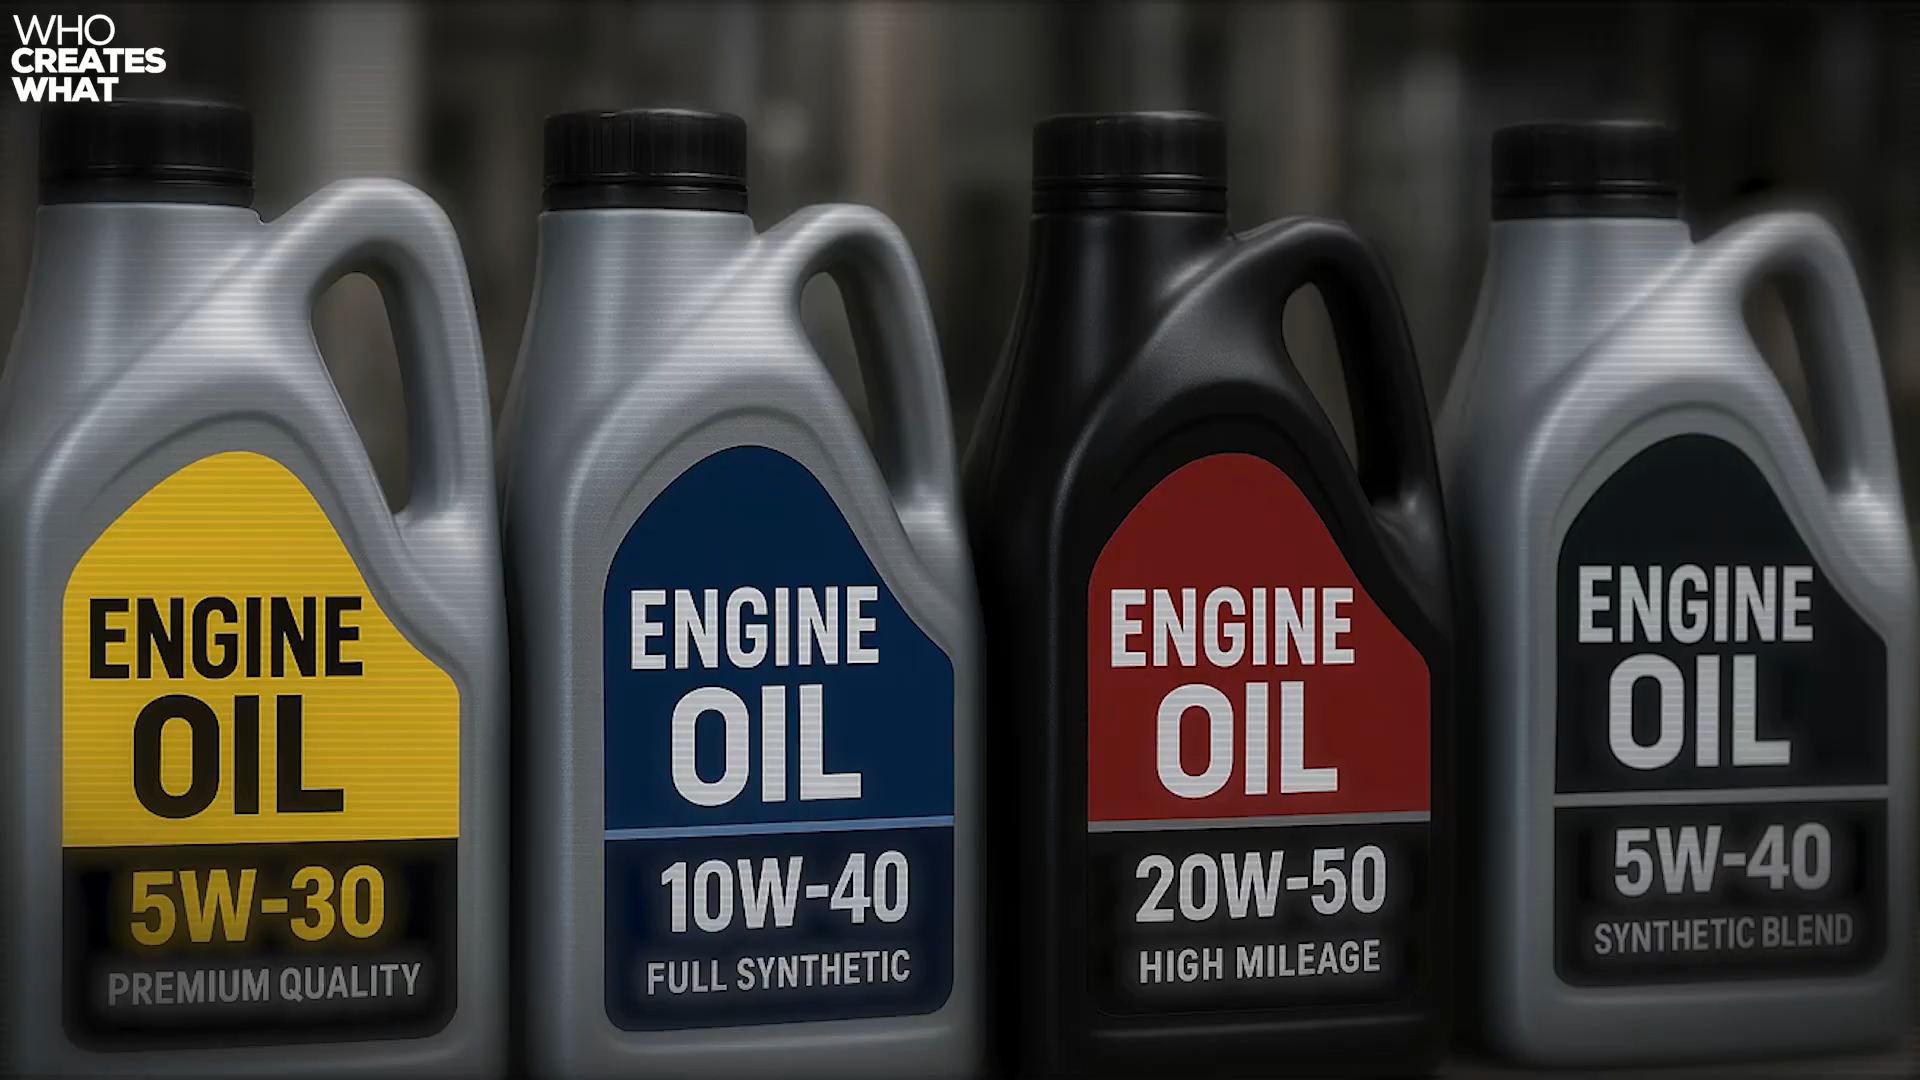 WHO
CREATES
WHAT
ENGINE
OIL
5W-30
PREMIUM QUALITY
ENGINE
OIL
10W-40
FULL SYNTHETIC
ENGINE
OIL
20W-50
HIGH MILEAGE
ENGINE
OIL
5W-40
SYNTHETIC BLEND